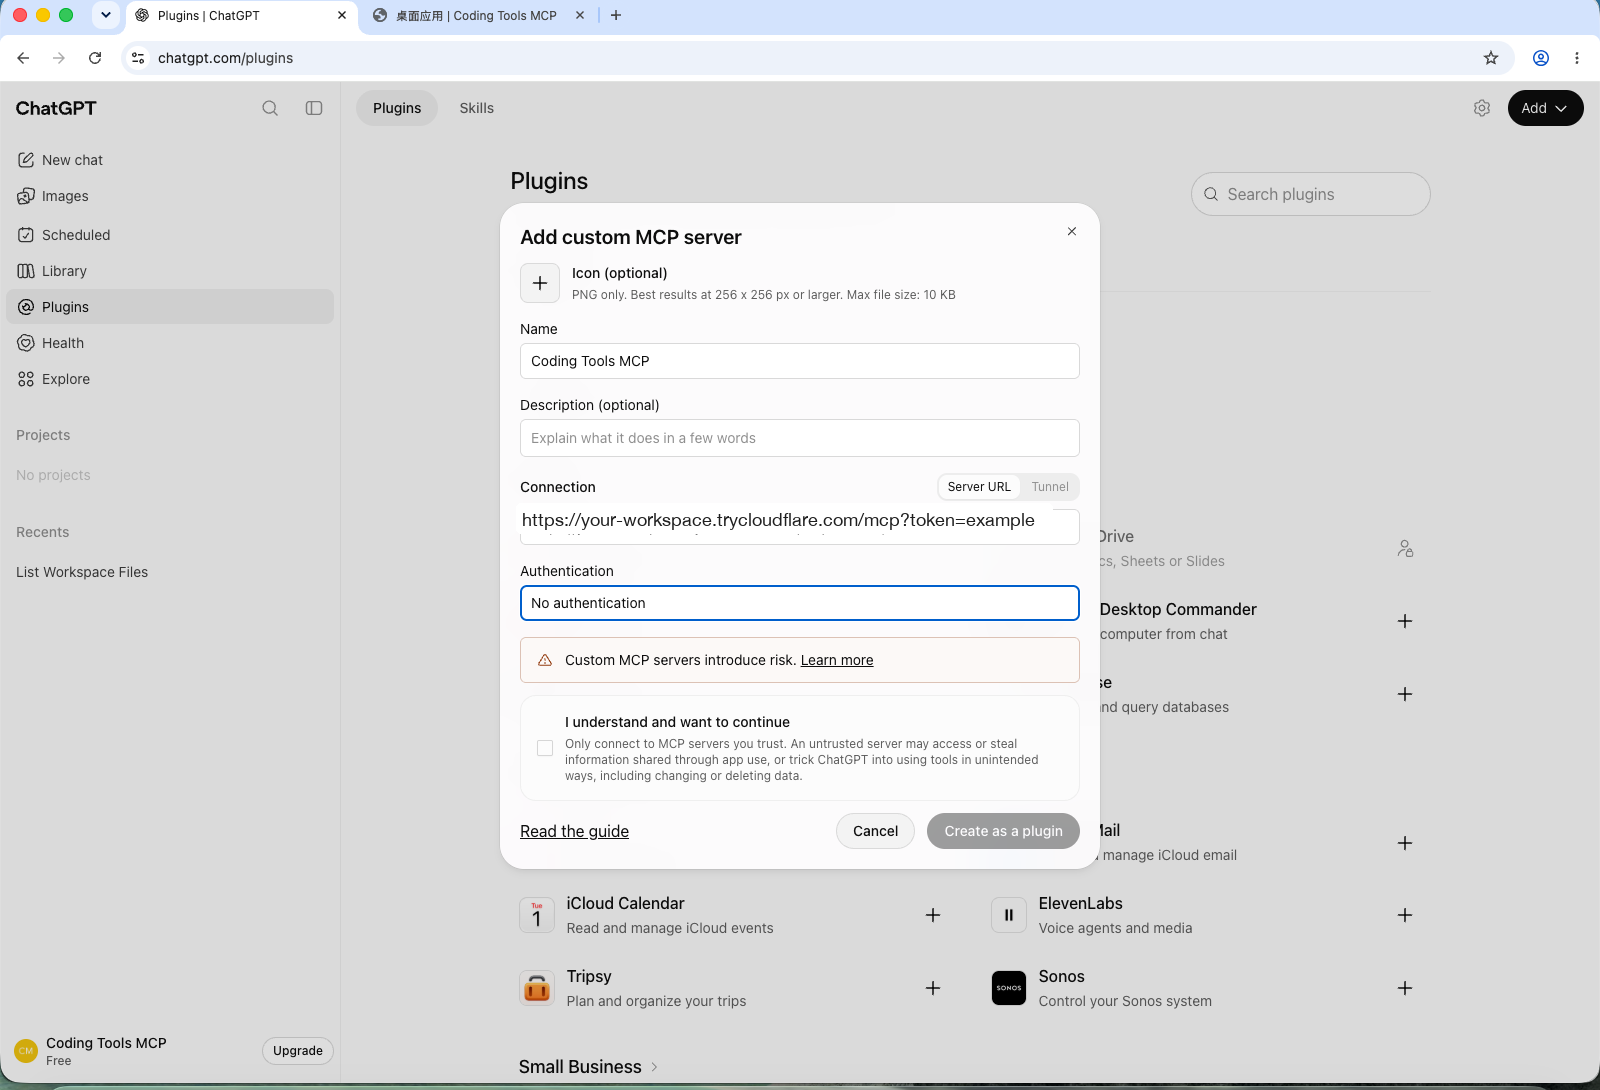 Plugins | ChatGPT
桌面应用 | Coding Tools MCP
chatgpt.com/plugins
ChatGPT
New chat
Images
Scheduled
Library
Plugins
Health
Explore
Projects
No projects
Recents
List Workspace Files
CM
Coding Tools MCP
Free
Upgrade
Plugins
Skills
Add
Plugins
Search plugins
Add custom MCP server
Icon (optional)
PNG only. Best results at 256 x 256 px or larger. Max file size: 10 KB
Name
Coding Tools MCP
Description (optional)
Explain what it does in a few words
Connection
Server URL
Tunnel
https://your-workspace.trycloudflare.com/mcp?token=example
Authentication
No authentication
Custom MCP servers introduce risk. Learn more
I understand and want to continue
Only connect to MCP servers you trust. An untrusted server may access or steal
information shared through app use, or trick ChatGPT into using tools in unintended
ways, including changing or deleting data.
Read the guide
Cancel
Create as a plugin
Drive
cs, Sheets or Slides
Desktop Commander
computer from chat
se
nd query databases
Mail
manage iCloud email
Tue
1
iCloud Calendar
Read and manage iCloud events
ElevenLabs
Voice agents and media
Tripsy
Plan and organize your trips
SONOS
Sonos
Control your Sonos system
Small Business